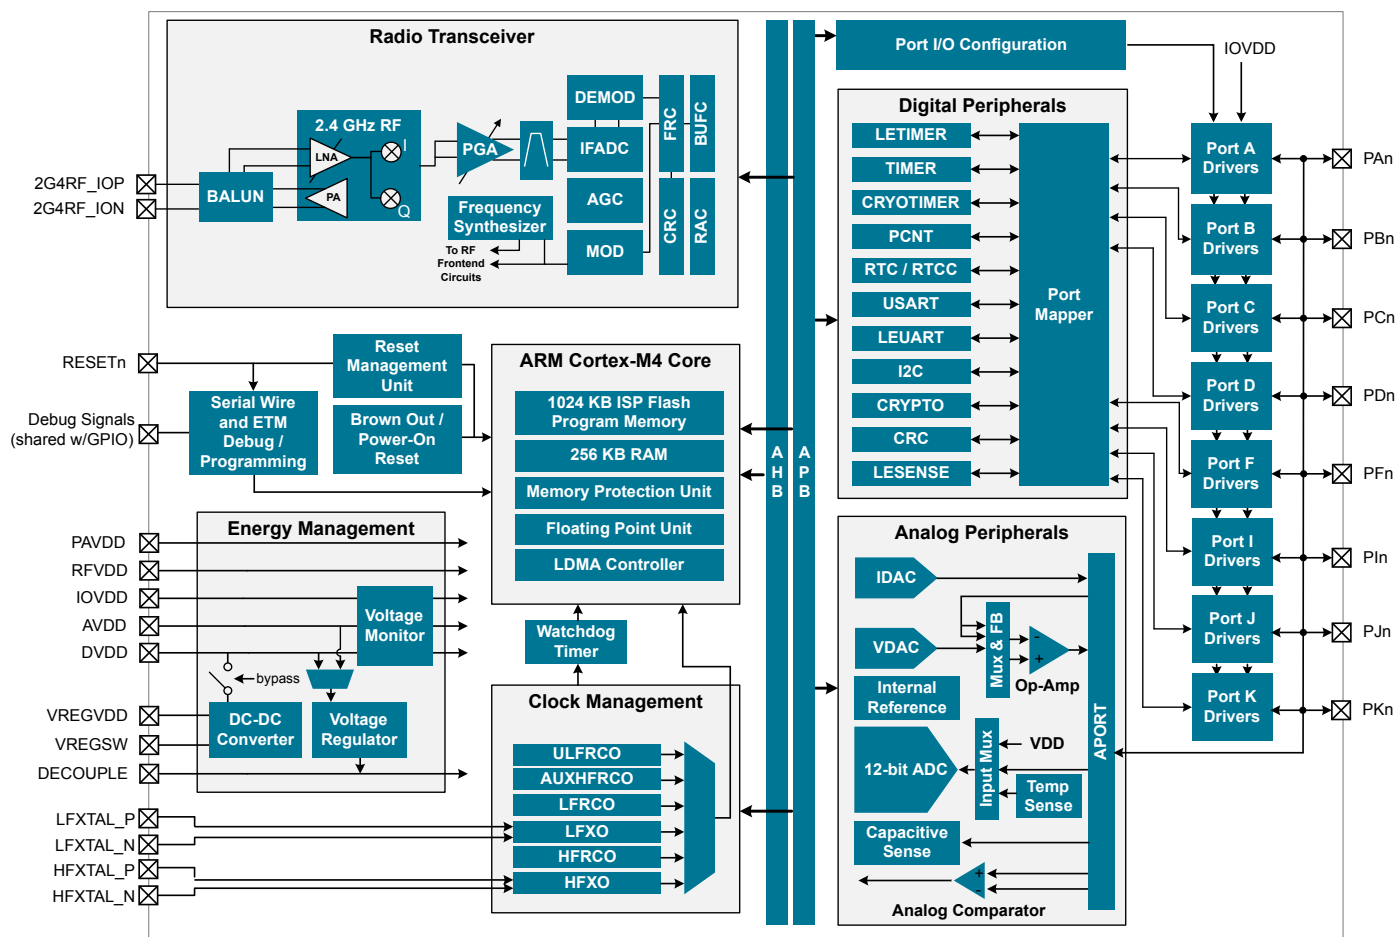 Radio Transceiver
2.4 GHz RF
LNA
I
PA
Q
BALUN
2G4RF_IOP
2G4RF_ION
PGA
DEMOD
IFADC
AGC
MOD
FRC
BUFC
CRC
RAC
Frequency
Synthesizer
To RF
Frontend
Circuits
RESETn
Debug Signals
(shared w/GPIO)
Reset
Management
Unit
Serial Wire
and ETM
Debug /
Programming
Brown Out /
Power-On
Reset
ARM Cortex-M4 Core
1024 KB ISP Flash
Program Memory
256 KB RAM
Memory Protection Unit
Floating Point Unit
LDMA Controller
Energy Management
PAVDD
RFVDD
IOVDD
AVDD
DVDD
VREGVDD
VREGSW
DECOUPLE
Voltage
Monitor
bypass
DC-DC
Converter
Voltage
Regulator
Watchdog
Timer
Clock Management
ULFRCO
AUXHFRCO
LFRCO
LFXO
HFRCO
HFXO
LFXTAL_P
LFXTAL_N
HFXTAL_P
HFXTAL_N
A
H
B
A
P
B
Port I/O Configuration
IOVDD
Digital Peripherals
LETIMER
TIMER
CRYOTIMER
PCNT
RTC / RTCC
USART
LEUART
I2C
CRYPTO
CRC
LESENSE
Port
Mapper
Analog Peripherals
IDAC
VDAC
Mux & FB
-
+
Op-Amp
Internal
Reference
12-bit ADC
Input Mux
VDD
Temp
Sense
Capacitive
Sense
+
-
Analog Comparator
APORT
Port A
Drivers
Port B
Drivers
Port C
Drivers
Port D
Drivers
Port F
Drivers
Port I
Drivers
Port J
Drivers
Port K
Drivers
PAn
PBn
PCn
PDn
PFn
PIn
PJn
PKn